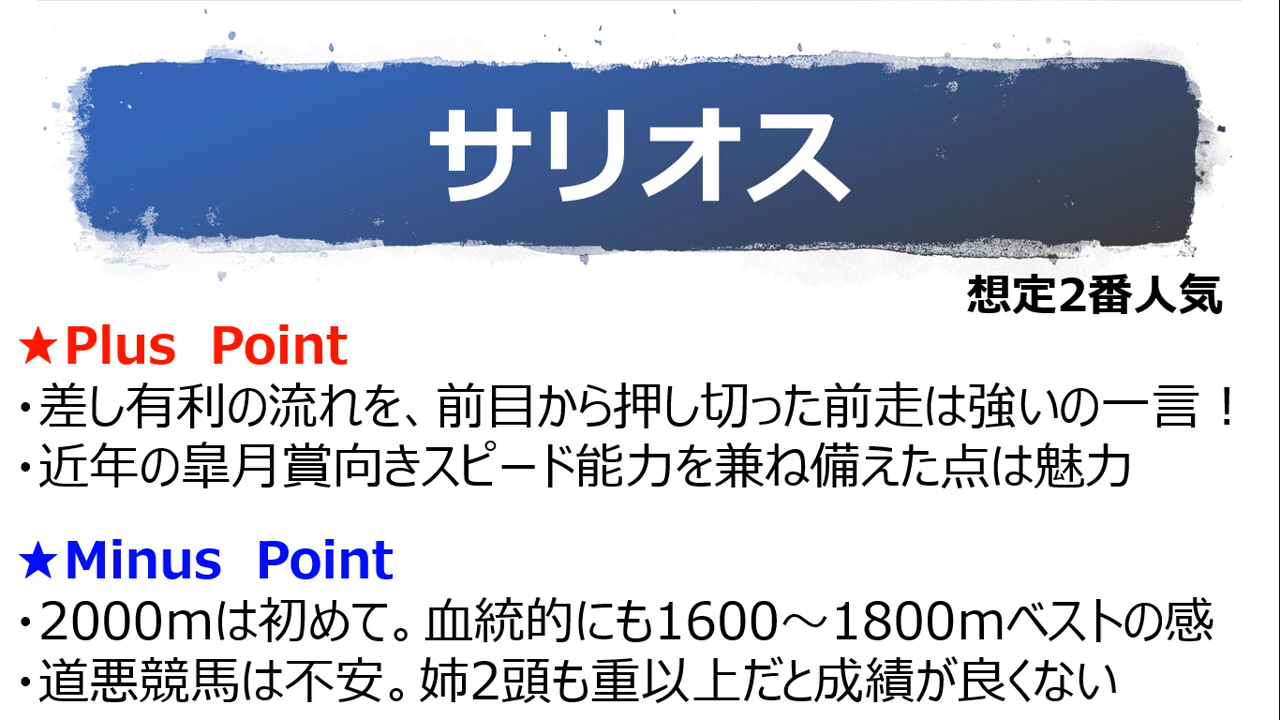 サリオス
想定2番人気
★Plus Point
・差し有利の流れを、前目から押し切った前走は強いの一言！
・近年の皐月賞向きスピード能力を兼ね備えた点は魅力
★Minus Point
・2000mは初めて。血統的にも1600～1800mベストの感
・道悪競馬は不安。姉2頭も重以上だと成績が良くない